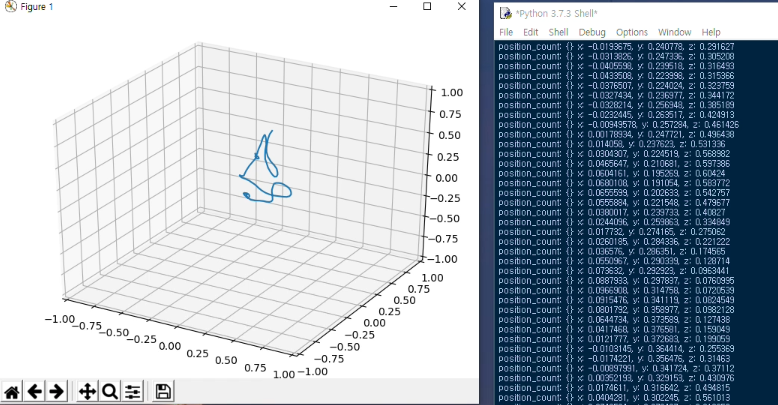 Figure 1
1.00
0.75
0.50
0.25
0.00
−0.25
−0.50
−0.75
−1.00
1.00
0.75
0.50
0.25
0.00
−0.25
−0.50
−0.75
−1.00
−1.00
−0.75
−0.50
−0.25
0.00
0.25
0.50
0.75
1.00
*Python 3.7.3 Shell*
File Edit Shell Debug Options Window Help
position_count: {} x: -0.0193675, y: 0.240778, z: 0.291627
position_count: {} x: -0.0313826, y: 0.247336, z: 0.305208
position_count: {} x: -0.0405598, y: 0.239518, z: 0.316493
position_count: {} x: -0.0433508, y: 0.223998, z: 0.315366
position_count: {} x: -0.0376507, y: 0.224024, z: 0.323759
position_count: {} x: -0.0327434, y: 0.236977, z: 0.344172
position_count: {} x: -0.0328214, y: 0.256948, z: 0.385189
position_count: {} x: -0.0232445, y: 0.263517, z: 0.424913
position_count: {} x: -0.00949578, y: 0.257284, z: 0.461426
position_count: {} x: 0.00178934, y: 0.247721, z: 0.496438
position_count: {} x: 0.014058, y: 0.237623, z: 0.531336
position_count: {} x: 0.0304307, y: 0.224519, z: 0.568982
position_count: {} x: 0.0465647, y: 0.210681, z: 0.597386
position_count: {} x: 0.0604161, y: 0.195269, z: 0.60424
position_count: {} x: 0.0680108, y: 0.191054, z: 0.583772
position_count: {} x: 0.0655599, y: 0.202633, z: 0.542757
position_count: {} x: 0.0555884, y: 0.221548, z: 0.479677
position_count: {} x: 0.0380017, y: 0.239733, z: 0.40827
position_count: {} x: 0.0244096, y: 0.259863, z: 0.334849
position_count: {} x: 0.017732, y: 0.274165, z: 0.275062
position_count: {} x: 0.0260185, y: 0.284336, z: 0.221222
position_count: {} x: 0.036576, y: 0.286351, z: 0.174565
position_count: {} x: 0.0550967, y: 0.290339, z: 0.128714
position_count: {} x: 0.073632, y: 0.292923, z: 0.0963441
position_count: {} x: 0.0887933, y: 0.297897, z: 0.0760995
position_count: {} x: 0.0966908, y: 0.314758, z: 0.0720539
position_count: {} x: 0.0915476, y: 0.341119, z: 0.0824549
position_count: {} x: 0.0801792, y: 0.358977, z: 0.0982128
position_count: {} x: 0.0644734, y: 0.373589, z: 0.127438
position_count: {} x: 0.0417468, y: 0.376581, z: 0.159049
position_count: {} x: 0.0121777, y: 0.372683, z: 0.199059
position_count: {} x: -0.0103145, y: 0.364414, z: 0.255369
position_count: {} x: -0.0174221, y: 0.356476, z: 0.31463
position_count: {} x: -0.00897991, y: 0.341724, z: 0.37112
position_count: {} x: 0.00352193, y: 0.329153, z: 0.430976
position_count: {} x: 0.0174611, y: 0.316642, z: 0.494815
position_count: {} x: 0.0404281, y: 0.302245, z: 0.561013